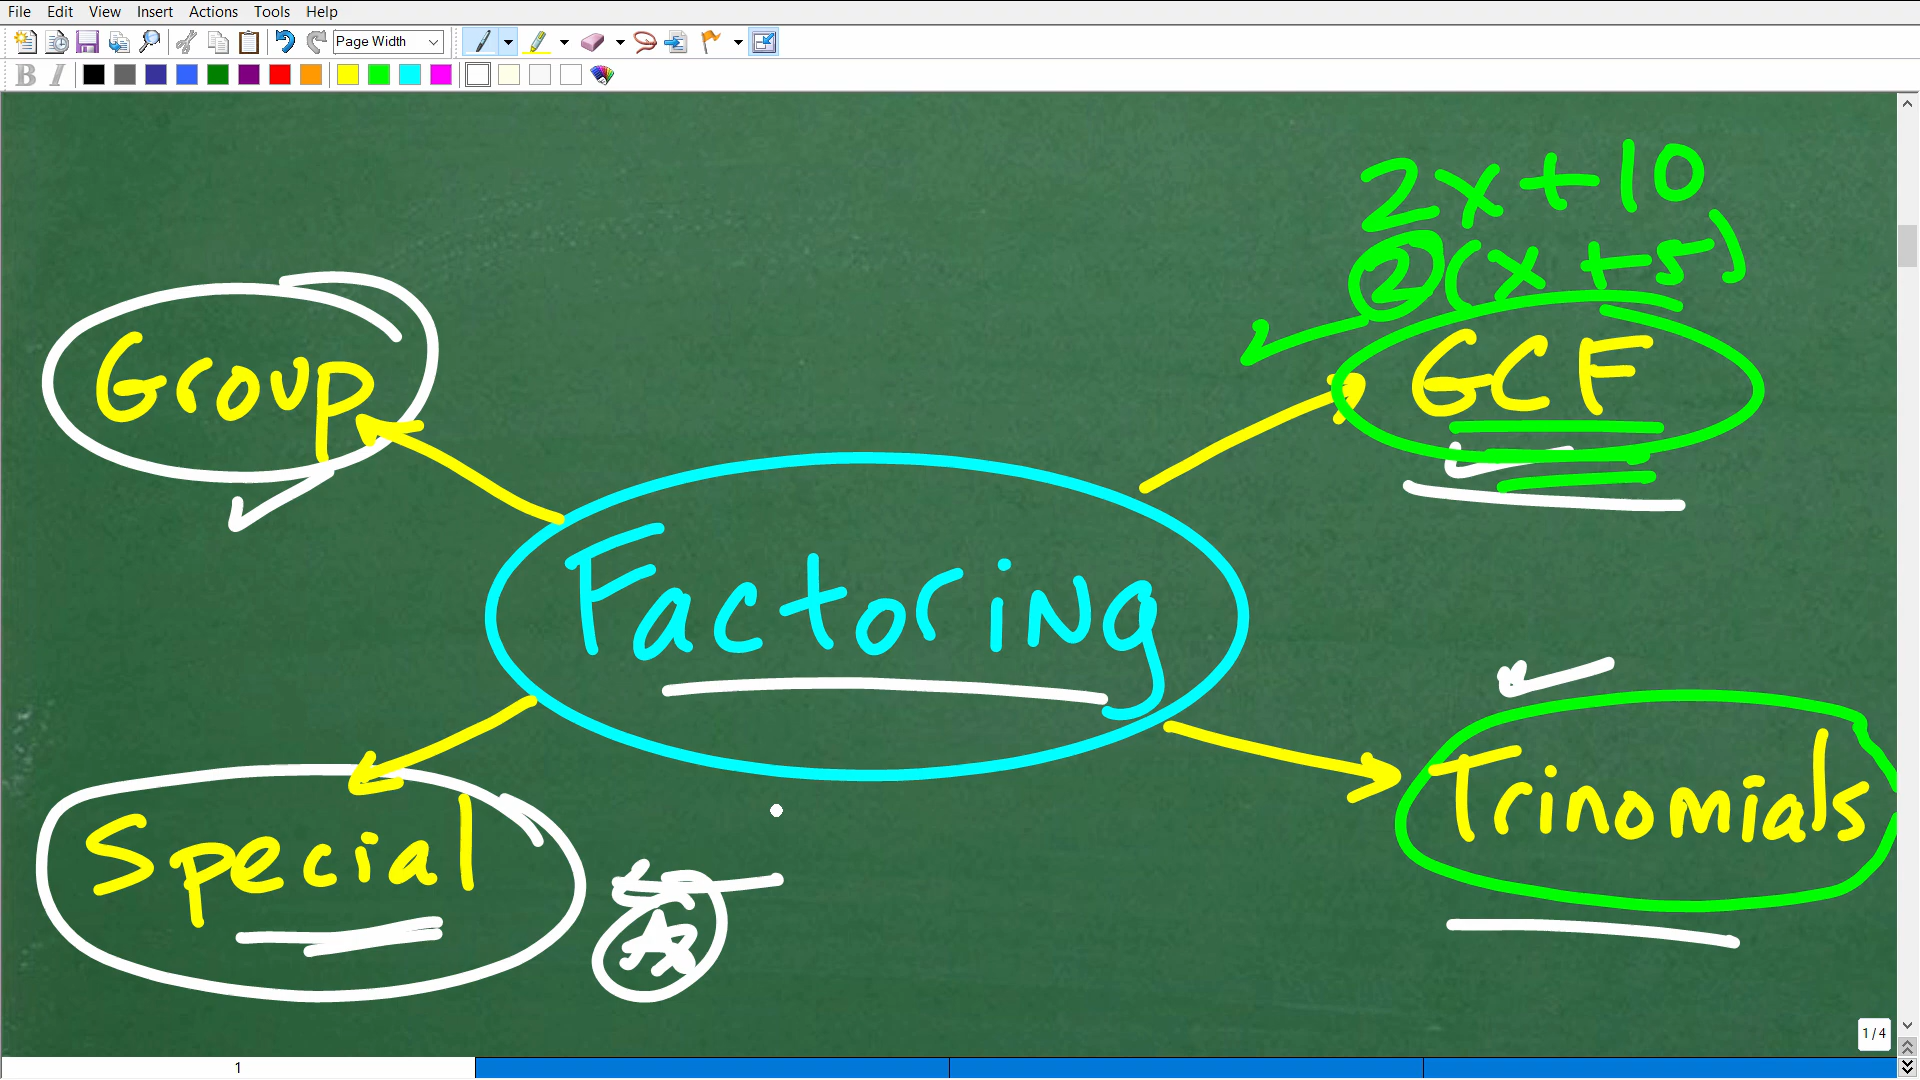 File Edit View Insert Actions Tools Help
Page Width
B I
2x+10
2(x+5)
Group
GCF
Factoring
Special
Trinomials
1 / 4
1